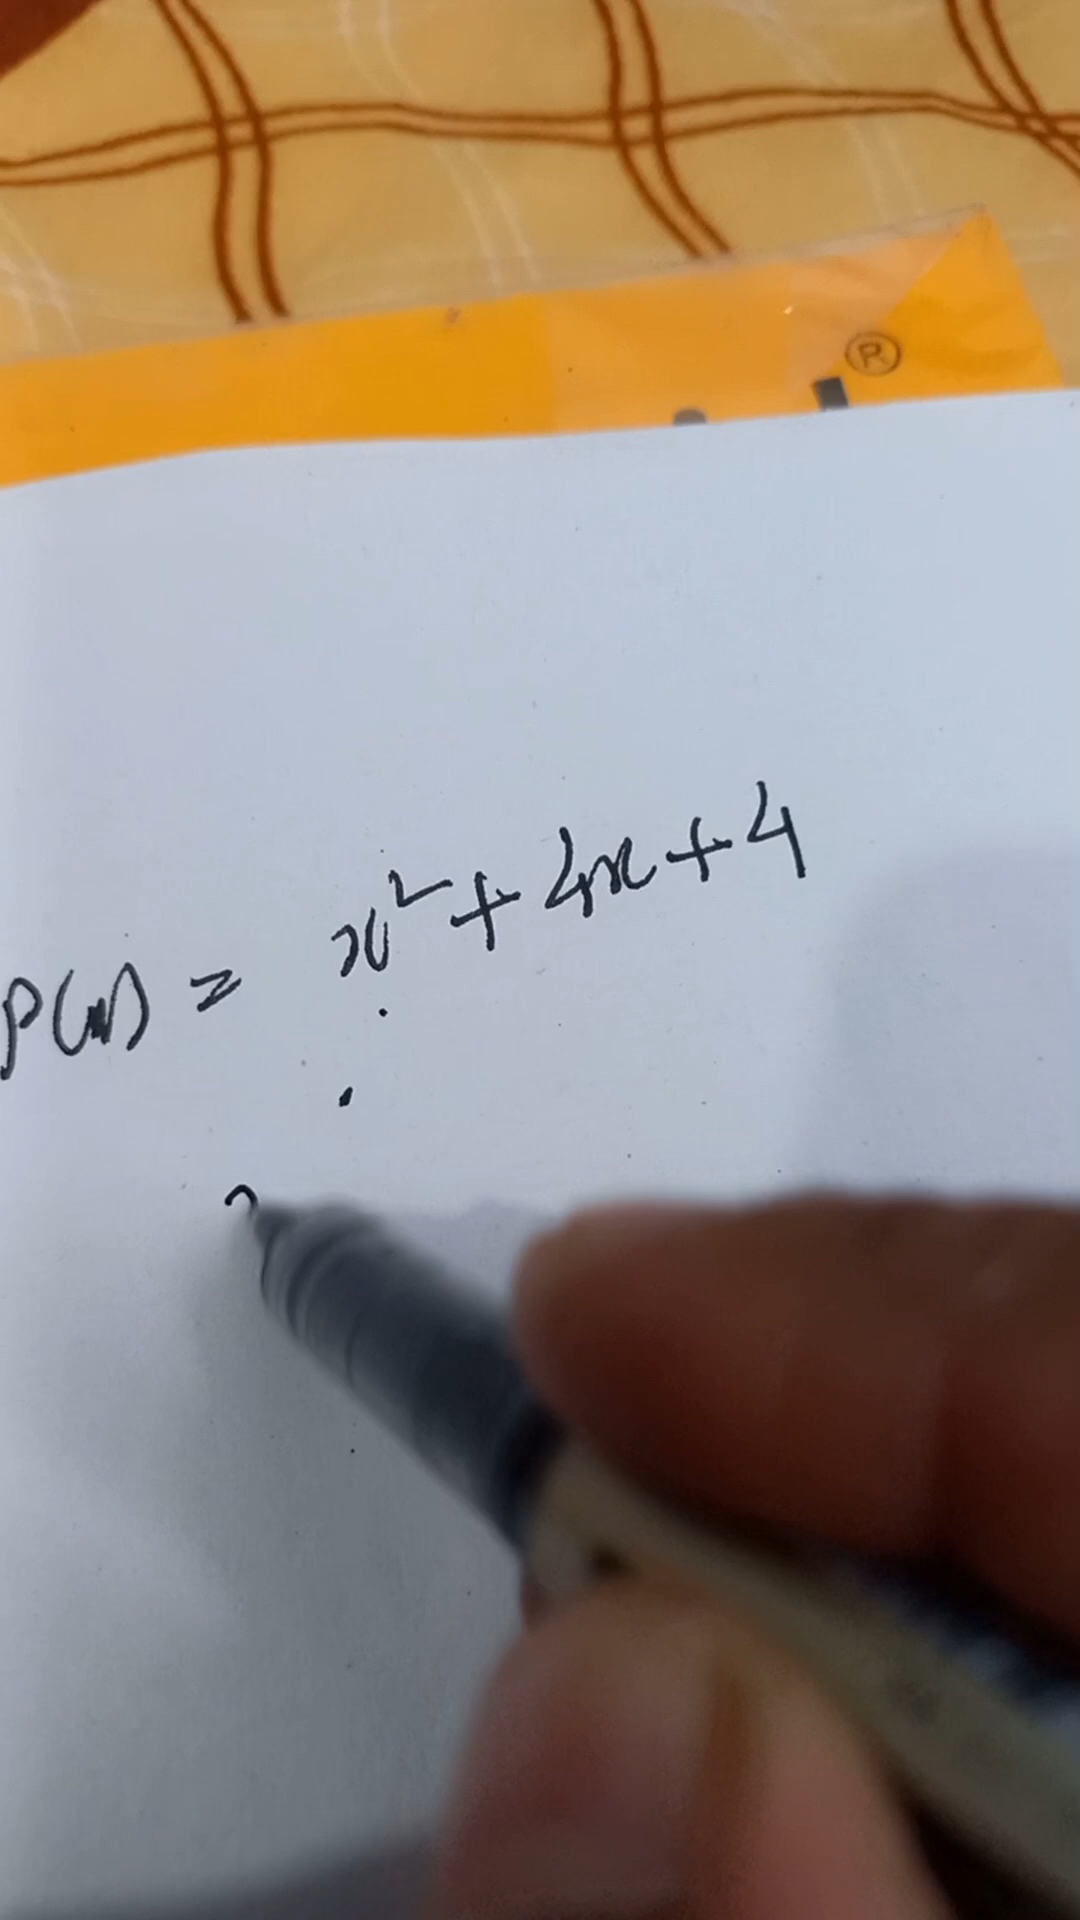 ®
P(x) = x² + 4x + 4